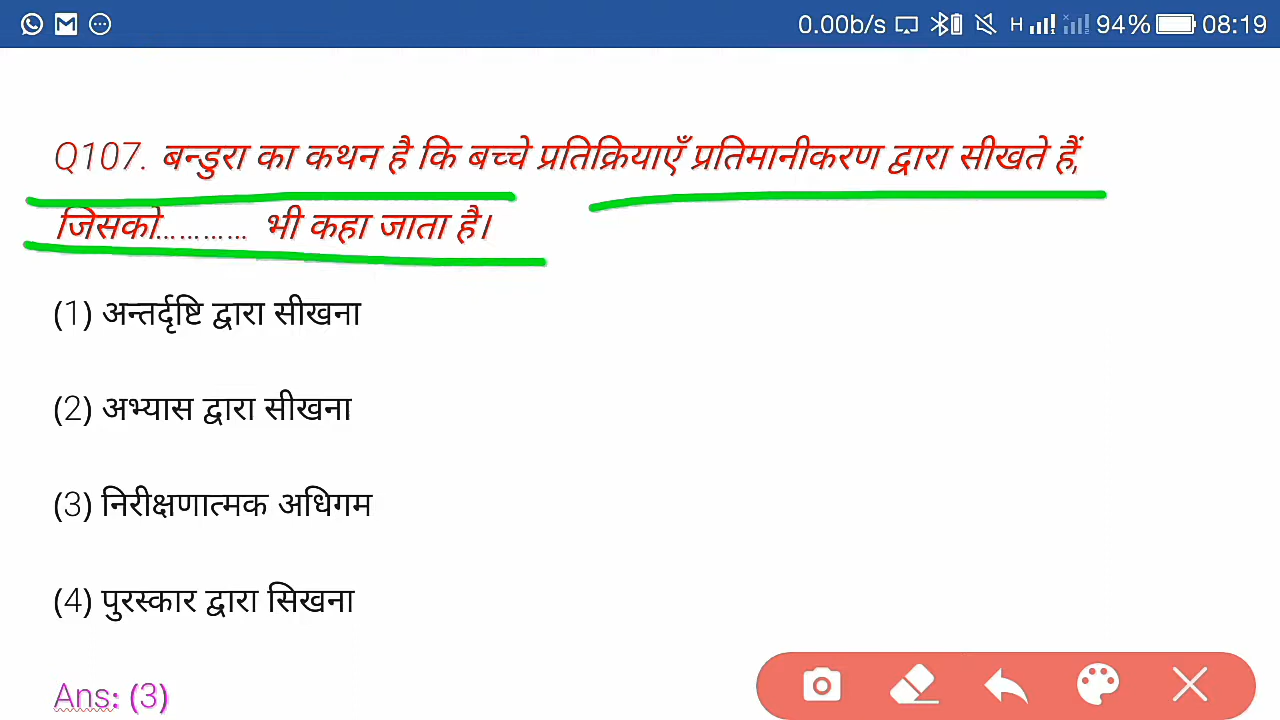 0.00b/s H 94% 08:19
Q107. बन्डुरा का कथन है कि बच्चे प्रतिक्रियाएँ प्रतिमानीकरण द्वारा सीखते हैं,
जिसको………… भी कहा जाता है।
(1) अन्तर्दृष्टि द्वारा सीखना
(2) अभ्यास द्वारा सीखना
(3) निरीक्षणात्मक अधिगम
(4) पुरस्कार द्वारा सिखना
Ans: (3)